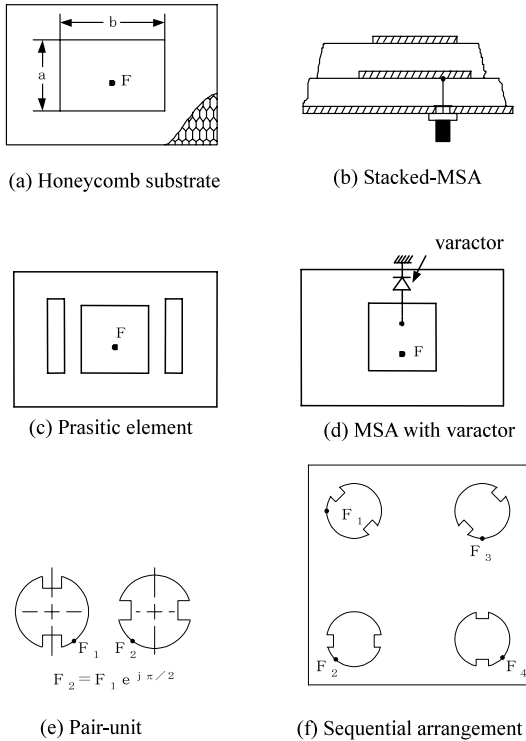 b
a
F
(a) Honeycomb substrate
(b) Stacked-MSA
varactor
F
F
(c) Prasitic element
(d) MSA with varactor
F 1
F 2
F 2 = F 1 e j π／2
(e) Pair-unit
F 1
F 3
F 2
F 4
(f) Sequential arrangement